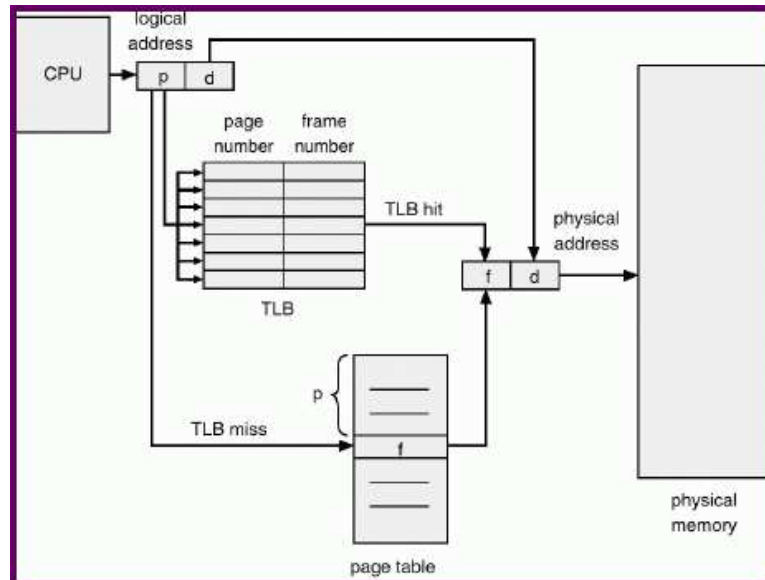 logical
address
CPU
p d
page frame
number number
TLB hit
physical
address
f d
TLB
p
TLB miss
f
physical
memory
page table